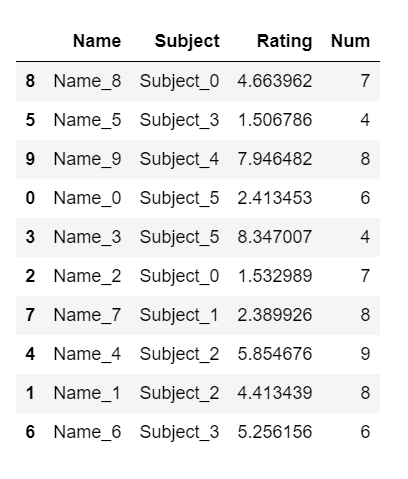 Name Subject Rating Num
8 Name_8 Subject_0 4.663962 7
5 Name_5 Subject_3 1.506786 4
9 Name_9 Subject_4 7.946482 8
0 Name_0 Subject_5 2.413453 6
3 Name_3 Subject_5 8.347007 4
2 Name_2 Subject_0 1.532989 7
7 Name_7 Subject_1 2.389926 8
4 Name_4 Subject_2 5.854676 9
1 Name_1 Subject_2 4.413439 8
6 Name_6 Subject_3 5.256156 6